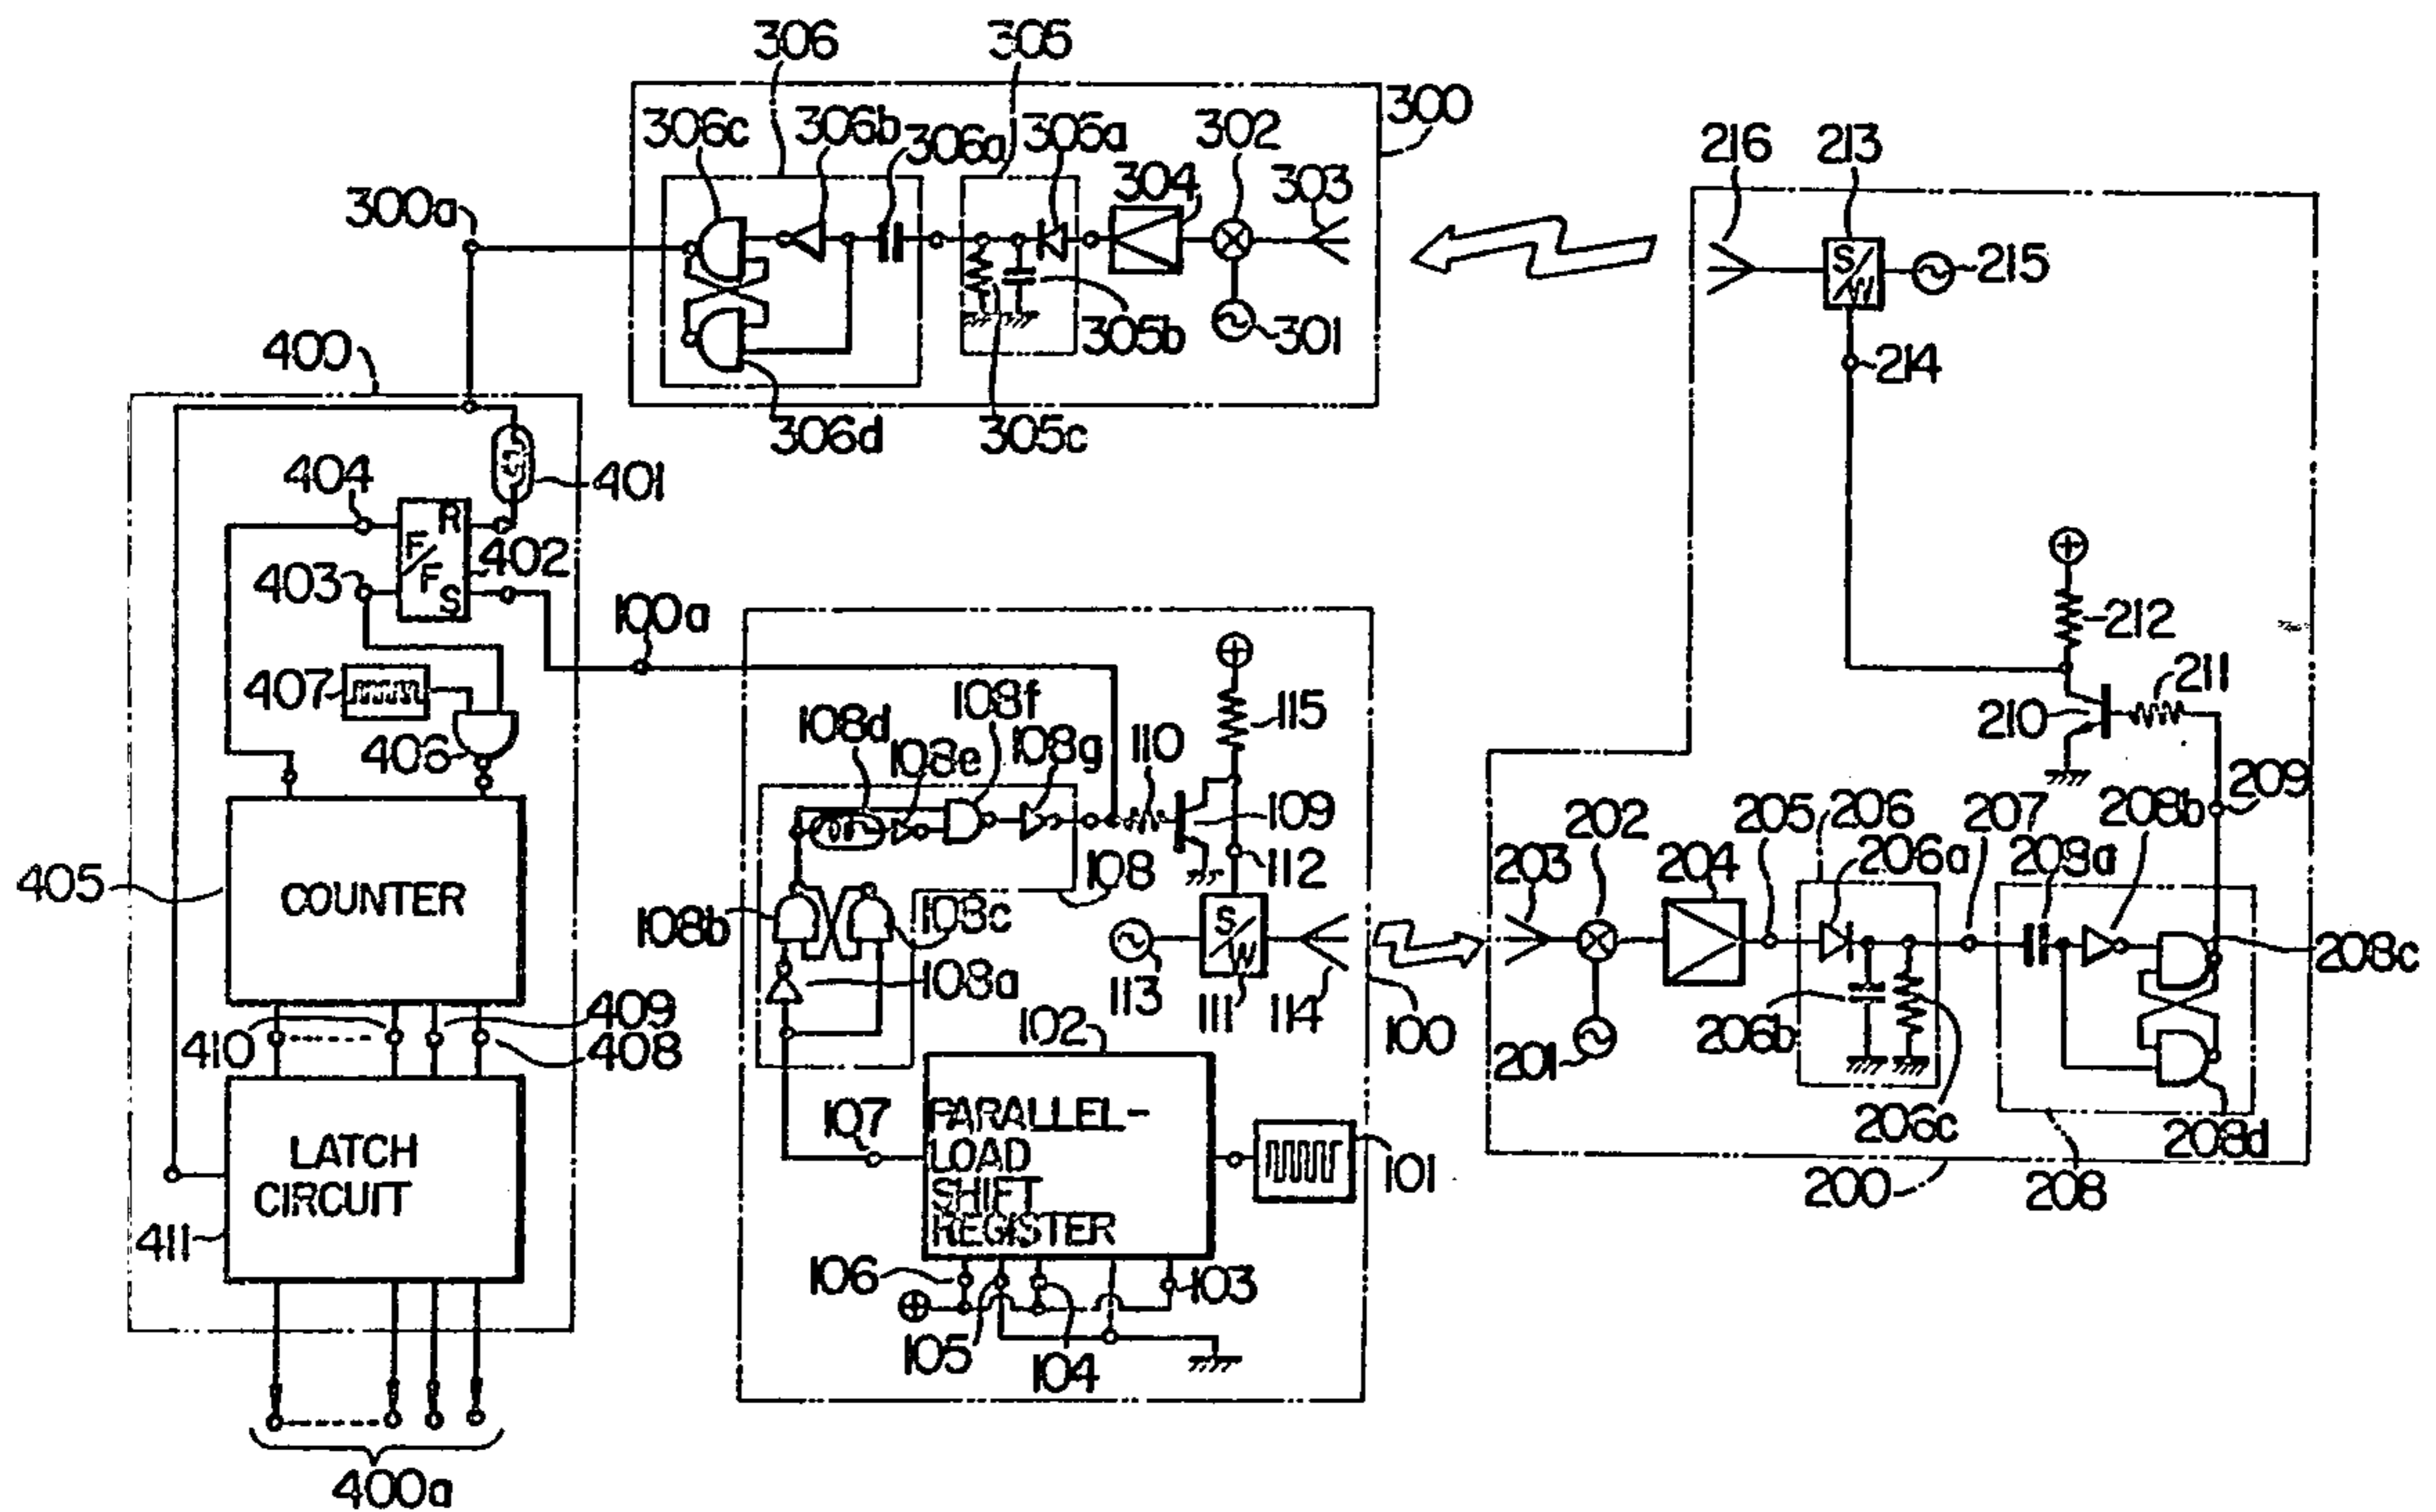 306
305
300
306c
306b
306a
305a
304
302
303
300a
305b
301
306d
305c
216
213
S/W
215
214
400
404
R
401
F/F
402
403
S
407
406
405
COUNTER
410
409
408
LATCH
CIRCUIT
411
400a
100a
108d
108e
108f
108g
110
115
109
112
108
108b
108c
108a
S/W
113
111
114
100
102
PARALLEL-
LOAD
SHIFT
REGISTER
107
101
106
103
105
104
212
211
210
209
203
202
204
205
206
206a
207
208a
208b
208c
201
206b
206c
208d
200
208